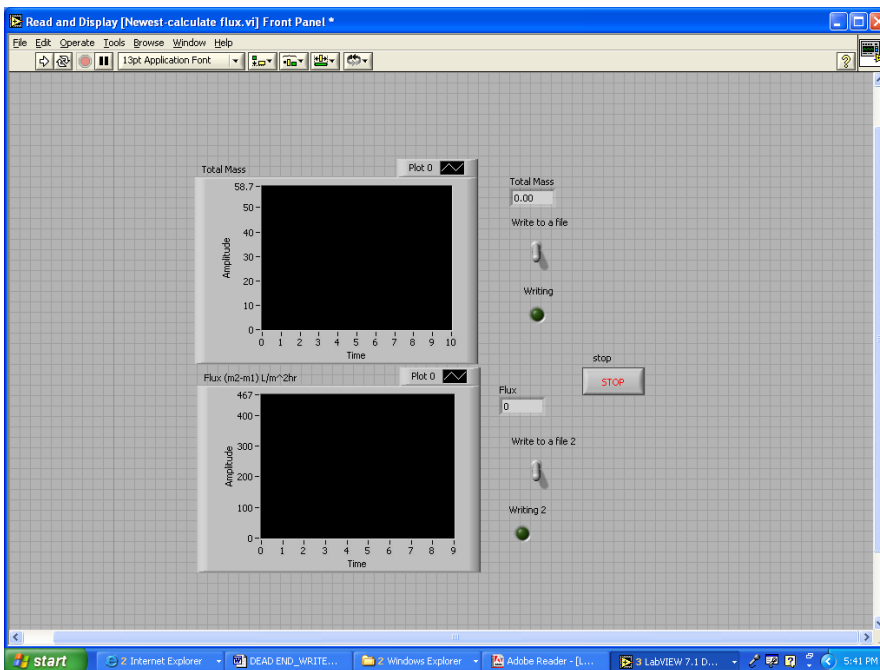 Read and Display [Newest-calculate flux.vi] Front Panel *
File Edit Operate Tools Browse Window Help
13pt Application Font
Total Mass
Plot 0
58.7
50
40
30
20
10
0
Amplitude
0 1 2 3 4 5 6 7 8 9 10
Time
Total Mass
0.00
Write to a file
Writing
stop
STOP
Flux (m2-m1) L/m^2hr
Plot 0
467
400
300
200
100
0
Amplitude
0 1 2 3 4 5 6 7 8 9
Time
Flux
0
Write to a file 2
Writing 2
start
2 Internet Explorer
DEAD END_WRITE...
2 Windows Explorer
Adobe Reader - [L...
3 LabVIEW 7.1 D...
5:41 PM